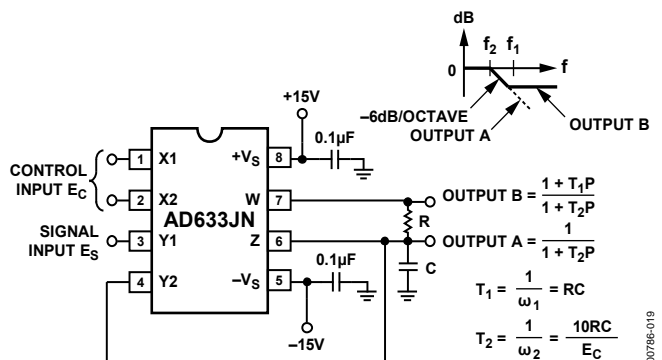 dB
f2 f1
0
f
–6dB/OCTAVE
OUTPUT A
OUTPUT B
+15V
0.1µF
CONTROL
INPUT EC
1 X1
+VS 8
2 X2
W 7
AD633JN
SIGNAL
INPUT ES
3 Y1
Z 6
4 Y2
–VS 5
0.1µF
–15V
R
C
OUTPUT B = 1 + T1P / 1 + T2P
OUTPUT A = 1 / 1 + T2P
T1 = 1 / ω1 = RC
T2 = 1 / ω2 = 10RC / EC
00786-019